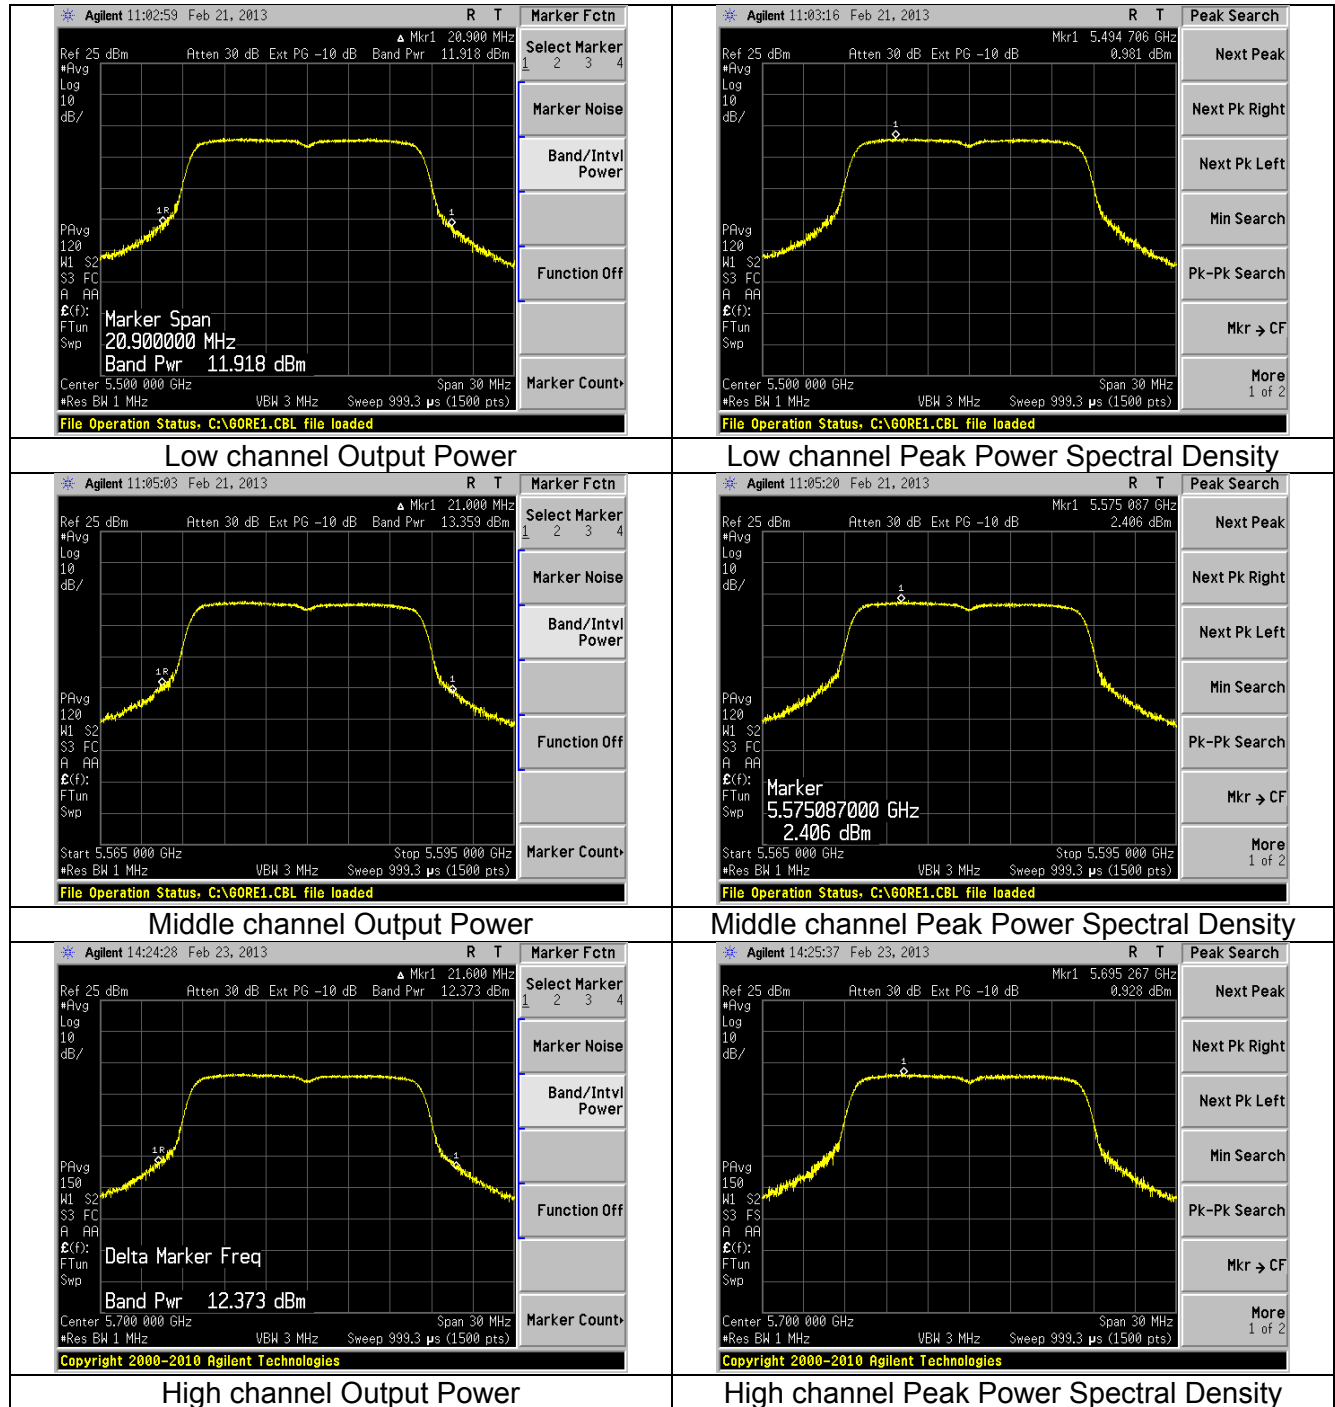 Agilent 11:02:59 Feb 21, 2013 R T Marker Fctn
Δ Mkr1 20.900 MHz
Ref 25 dBm Atten 30 dB Ext PG -10 dB Band Pwr 11.918 dBm
#Avg
Log
10
dB/
1R
1
PAvg
120
W1 S2
S3 FC
A AA
£(f):
FTun
Swp
Marker Span
20.900000 MHz
Band Pwr 11.918 dBm
Center 5.500 000 GHz Span 30 MHz
#Res BW 1 MHz VBW 3 MHz Sweep 999.3 µs (1500 pts)
File Operation Status, C:\GORE1.CBL file loaded
Select Marker
1 2 3 4
Marker Noise
Band/Intvl
Power
Function Off
Marker Count
Low channel Output Power
Agilent 11:03:16 Feb 21, 2013 R T Peak Search
Mkr1 5.494 706 GHz
Ref 25 dBm Atten 30 dB Ext PG -10 dB 0.981 dBm
#Avg
Log
10
dB/
1
PAvg
120
W1 S2
S3 FC
A AA
£(f):
FTun
Swp
Center 5.500 000 GHz Span 30 MHz
#Res BW 1 MHz VBW 3 MHz Sweep 999.3 µs (1500 pts)
File Operation Status, C:\GORE1.CBL file loaded
Next Peak
Next Pk Right
Next Pk Left
Min Search
Pk-Pk Search
Mkr → CF
More
1 of 2
Low channel Peak Power Spectral Density
Agilent 11:05:03 Feb 21, 2013 R T Marker Fctn
Δ Mkr1 21.000 MHz
Ref 25 dBm Atten 30 dB Ext PG -10 dB Band Pwr 13.359 dBm
#Avg
Log
10
dB/
1R
1
PAvg
120
W1 S2
S3 FC
A AA
£(f):
FTun
Swp
Start 5.565 000 GHz Stop 5.595 000 GHz
#Res BW 1 MHz VBW 3 MHz Sweep 999.3 µs (1500 pts)
File Operation Status, C:\GORE1.CBL file loaded
Select Marker
1 2 3 4
Marker Noise
Band/Intvl
Power
Function Off
Marker Count
Middle channel Output Power
Agilent 11:05:20 Feb 21, 2013 R T Peak Search
Mkr1 5.575 087 GHz
Ref 25 dBm Atten 30 dB Ext PG -10 dB 2.406 dBm
#Avg
Log
10
dB/
1
PAvg
120
W1 S2
S3 FC
A AA
£(f):
FTun
Swp
Marker
5.575087000 GHz
2.406 dBm
Start 5.565 000 GHz Stop 5.595 000 GHz
#Res BW 1 MHz VBW 3 MHz Sweep 999.3 µs (1500 pts)
File Operation Status, C:\GORE1.CBL file loaded
Next Peak
Next Pk Right
Next Pk Left
Min Search
Pk-Pk Search
Mkr → CF
More
1 of 2
Middle channel Peak Power Spectral Density
Agilent 14:24:28 Feb 23, 2013 R T Marker Fctn
Δ Mkr1 21.600 MHz
Ref 25 dBm Atten 30 dB Ext PG -10 dB Band Pwr 12.373 dBm
#Avg
Log
10
dB/
1R
1
PAvg
150
W1 S2
S3 FC
A AA
£(f):
FTun
Swp
Delta Marker Freq
Band Pwr 12.373 dBm
Center 5.700 000 GHz Span 30 MHz
#Res BW 1 MHz VBW 3 MHz Sweep 999.3 µs (1500 pts)
Copyright 2000-2010 Agilent Technologies
Select Marker
1 2 3 4
Marker Noise
Band/Intvl
Power
Function Off
Marker Count
High channel Output Power
Agilent 14:25:37 Feb 23, 2013 R T Peak Search
Mkr1 5.695 267 GHz
Ref 25 dBm Atten 30 dB Ext PG -10 dB 0.928 dBm
#Avg
Log
10
dB/
1
PAvg
150
W1 S2
S3 FS
A AA
£(f):
FTun
Swp
Center 5.700 000 GHz Span 30 MHz
#Res BW 1 MHz VBW 3 MHz Sweep 999.3 µs (1500 pts)
Copyright 2000-2010 Agilent Technologies
Next Peak
Next Pk Right
Next Pk Left
Min Search
Pk-Pk Search
Mkr → CF
More
1 of 2
High channel Peak Power Spectral Density